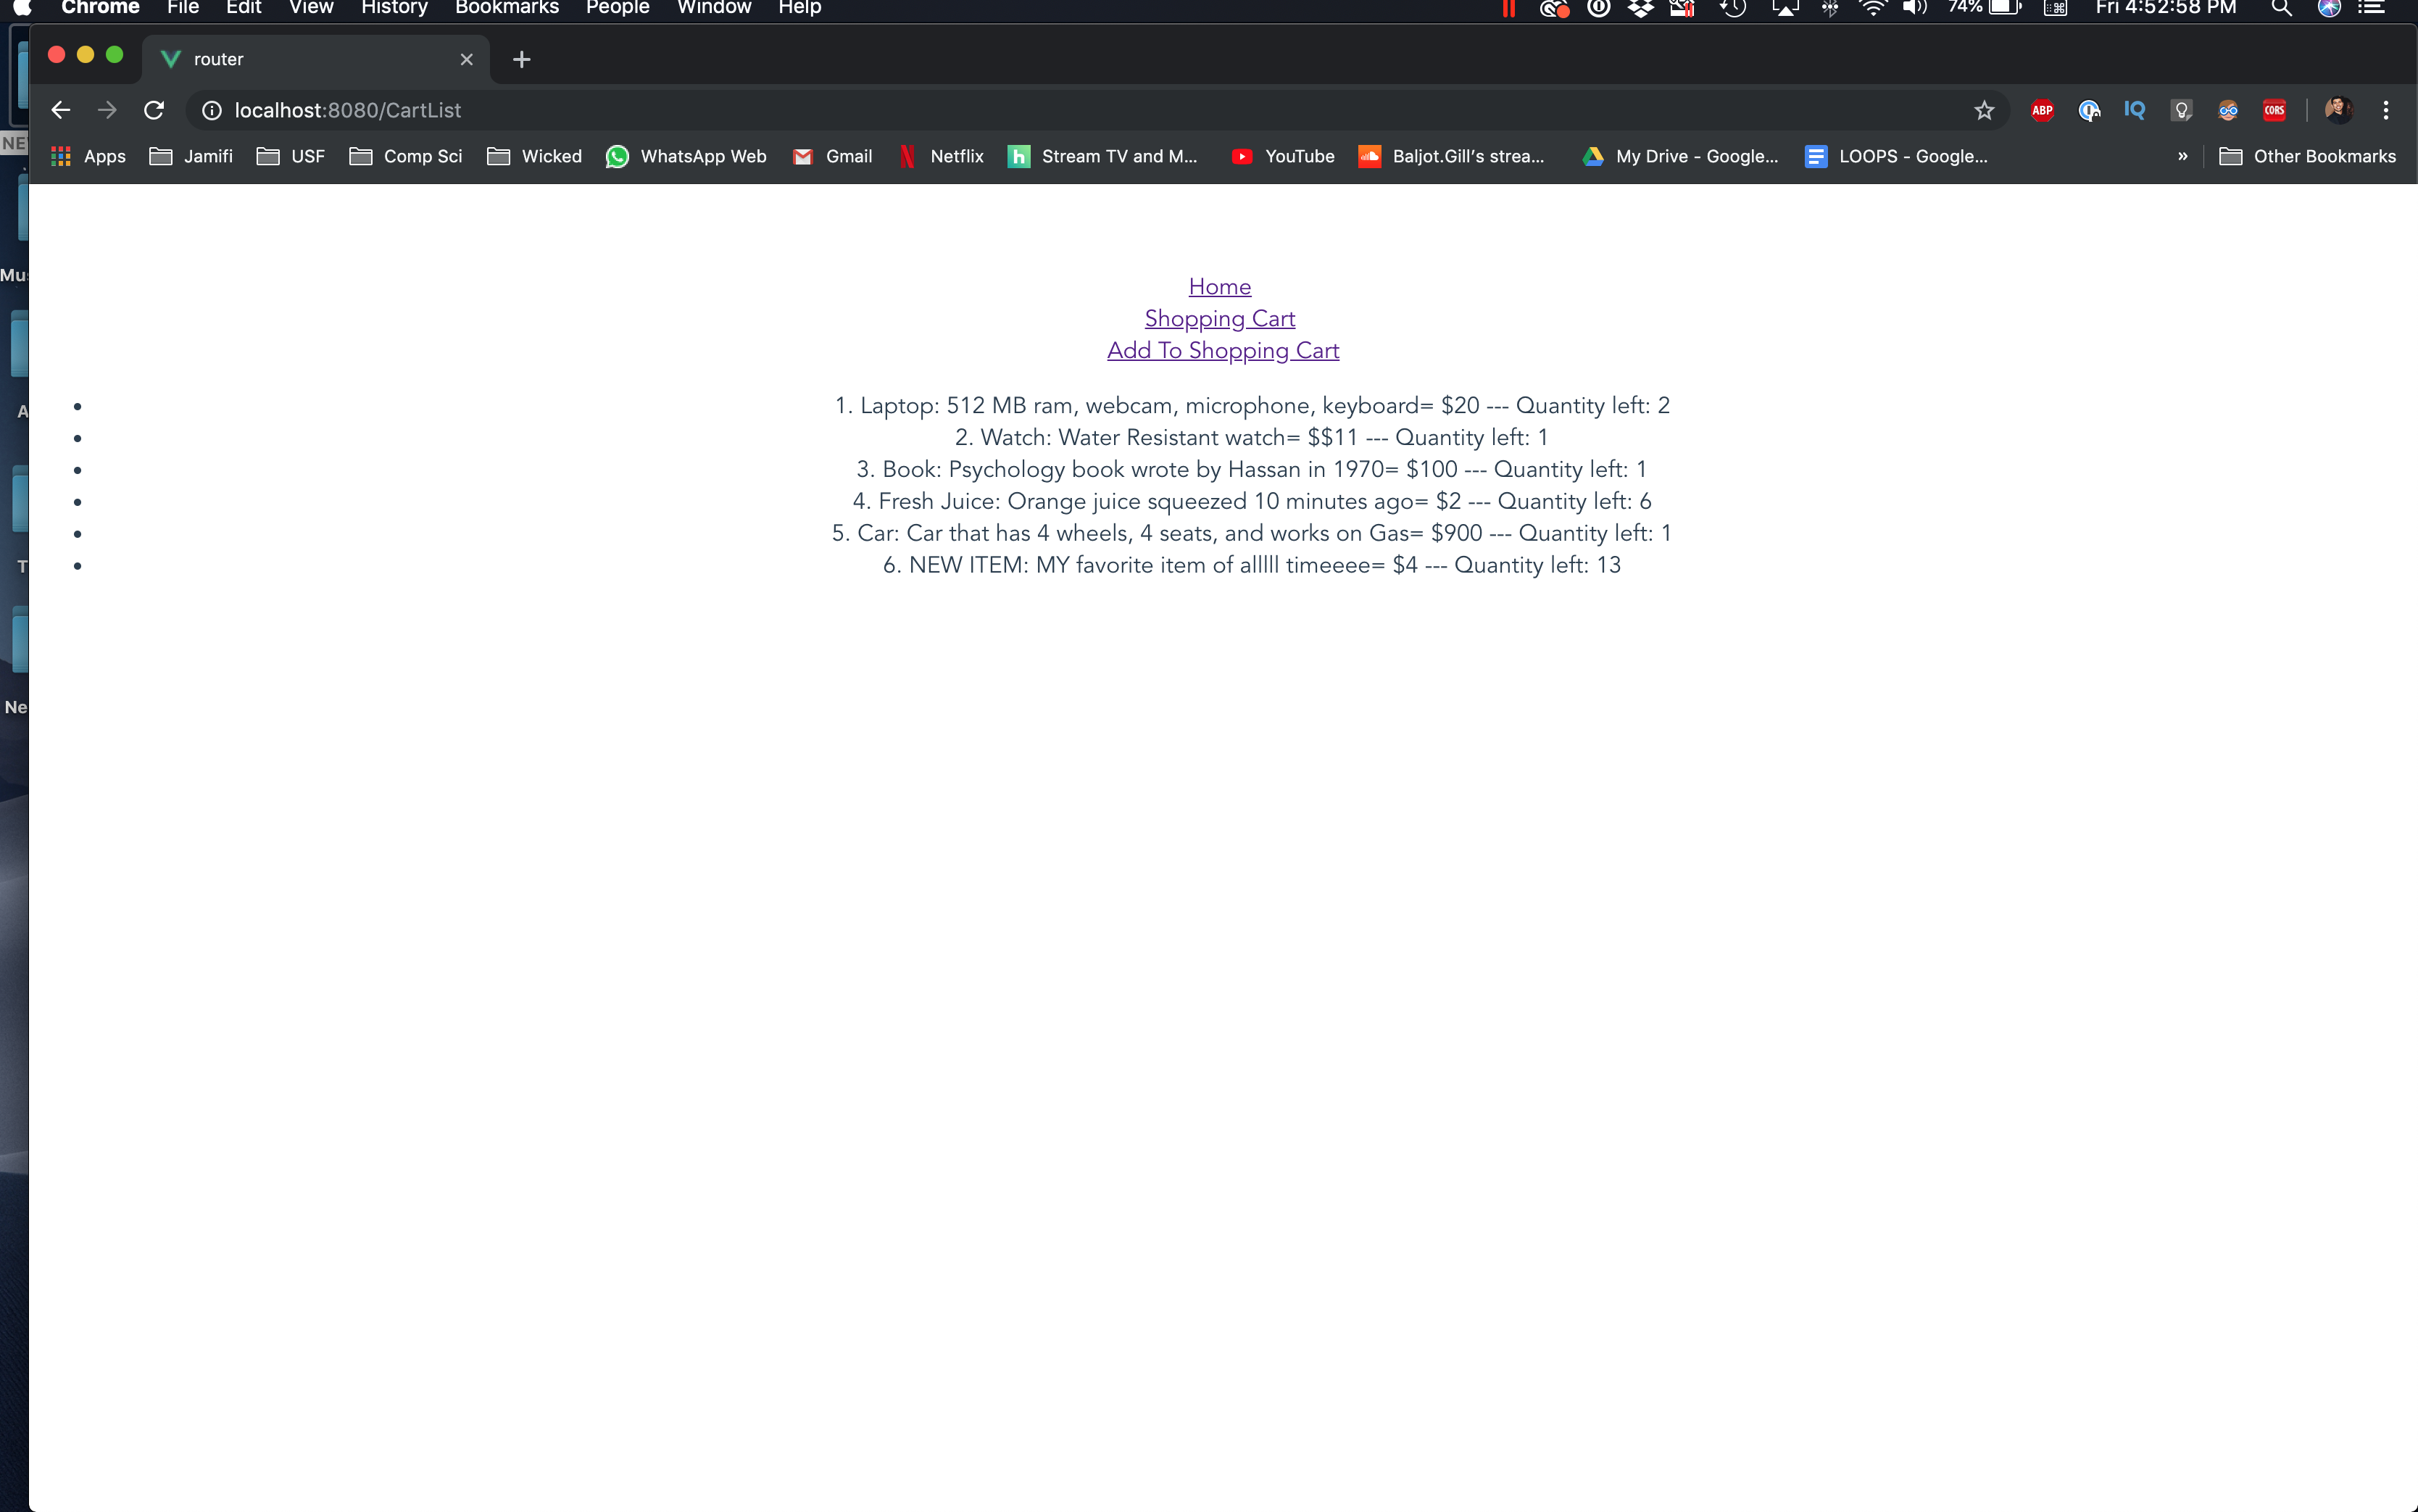 Chrome File Edit View History Bookmarks People Window Help 74% Fri 4:52:58 PM
router
localhost:8080/CartList ABP IQ CORS
Apps Jamifi USF Comp Sci Wicked WhatsApp Web Gmail Netflix h Stream TV and M... YouTube Baljot.Gill's strea... My Drive - Google... LOOPS - Google... » Other Bookmarks
Home
Shopping Cart
Add To Shopping Cart
• 1. Laptop: 512 MB ram, webcam, microphone, keyboard= $20 --- Quantity left: 2
• 2. Watch: Water Resistant watch= $$11 --- Quantity left: 1
• 3. Book: Psychology book wrote by Hassan in 1970= $100 --- Quantity left: 1
• 4. Fresh Juice: Orange juice squeezed 10 minutes ago= $2 --- Quantity left: 6
• 5. Car: Car that has 4 wheels, 4 seats, and works on Gas= $900 --- Quantity left: 1
• 6. NEW ITEM: MY favorite item of alllll timeeee= $4 --- Quantity left: 13